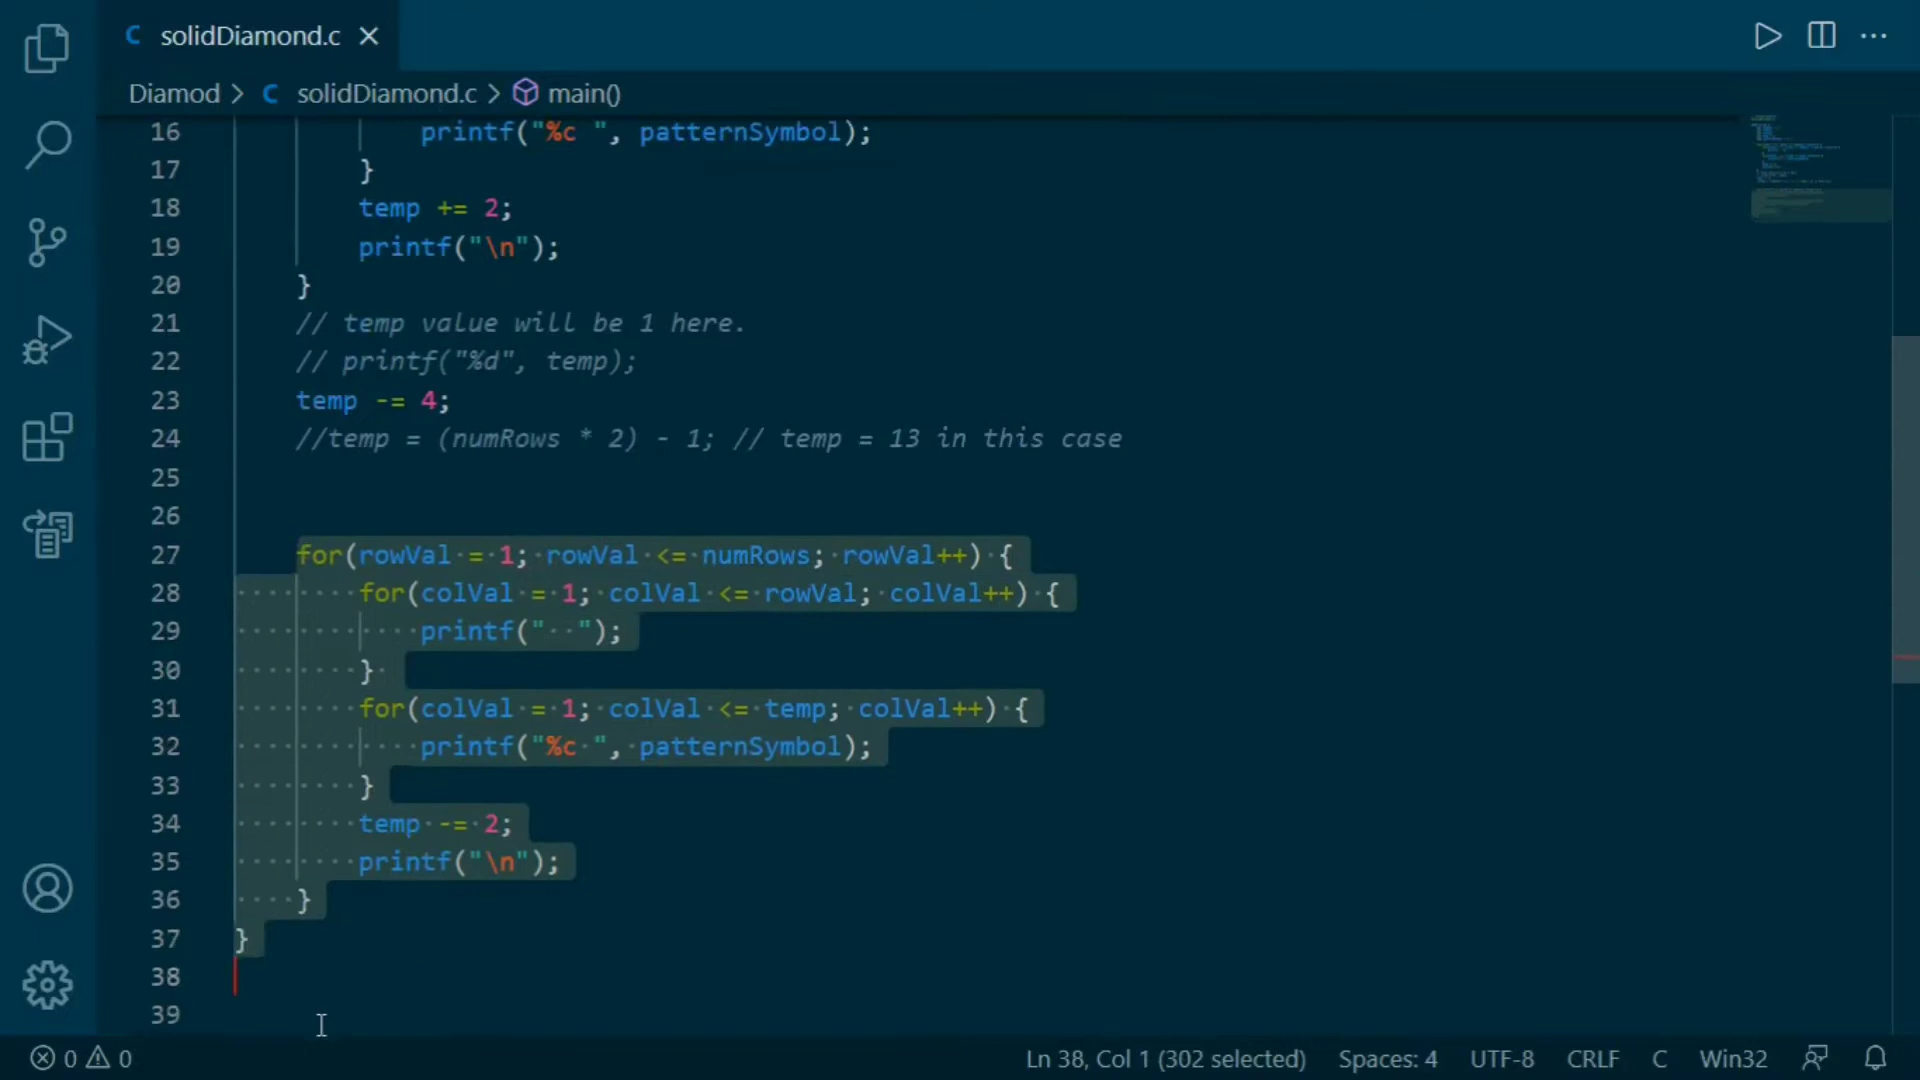 C solidDiamond.c
Diamod > C solidDiamond.c > main()
16 printf("%c ", patternSymbol);
17 }
18 temp += 2;
19 printf("\n");
20 }
21 // temp value will be 1 here.
22 // printf("%d", temp);
23 temp -= 4;
24 //temp = (numRows * 2) - 1; // temp = 13 in this case
25
26
27 for(rowVal = 1; rowVal <= numRows; rowVal++) {
28 for(colVal = 1; colVal <= rowVal; colVal++) {
29 printf("  ");
30 }
31 for(colVal = 1; colVal <= temp; colVal++) {
32 printf("%c ", patternSymbol);
33 }
34 temp -= 2;
35 printf("\n");
36 }
37 }
38
39
0 0 Ln 38, Col 1 (302 selected) Spaces: 4 UTF-8 CRLF C Win32